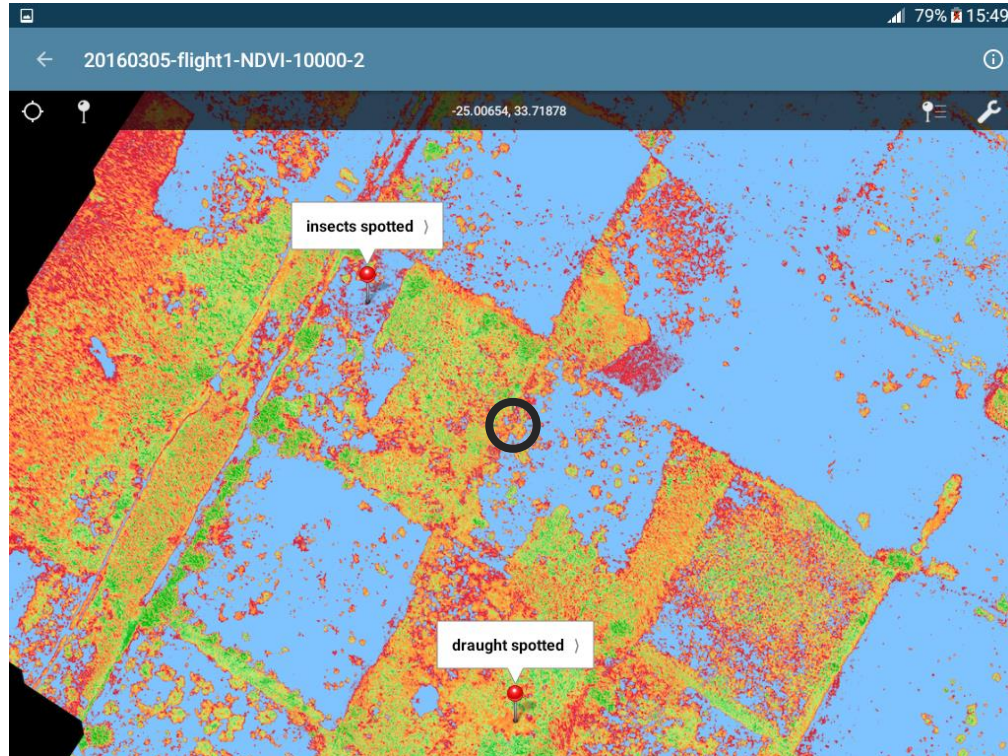 79% 15:49
20160305-flight1-NDVI-10000-2
-25.00654, 33.71878
insects spotted
draught spotted